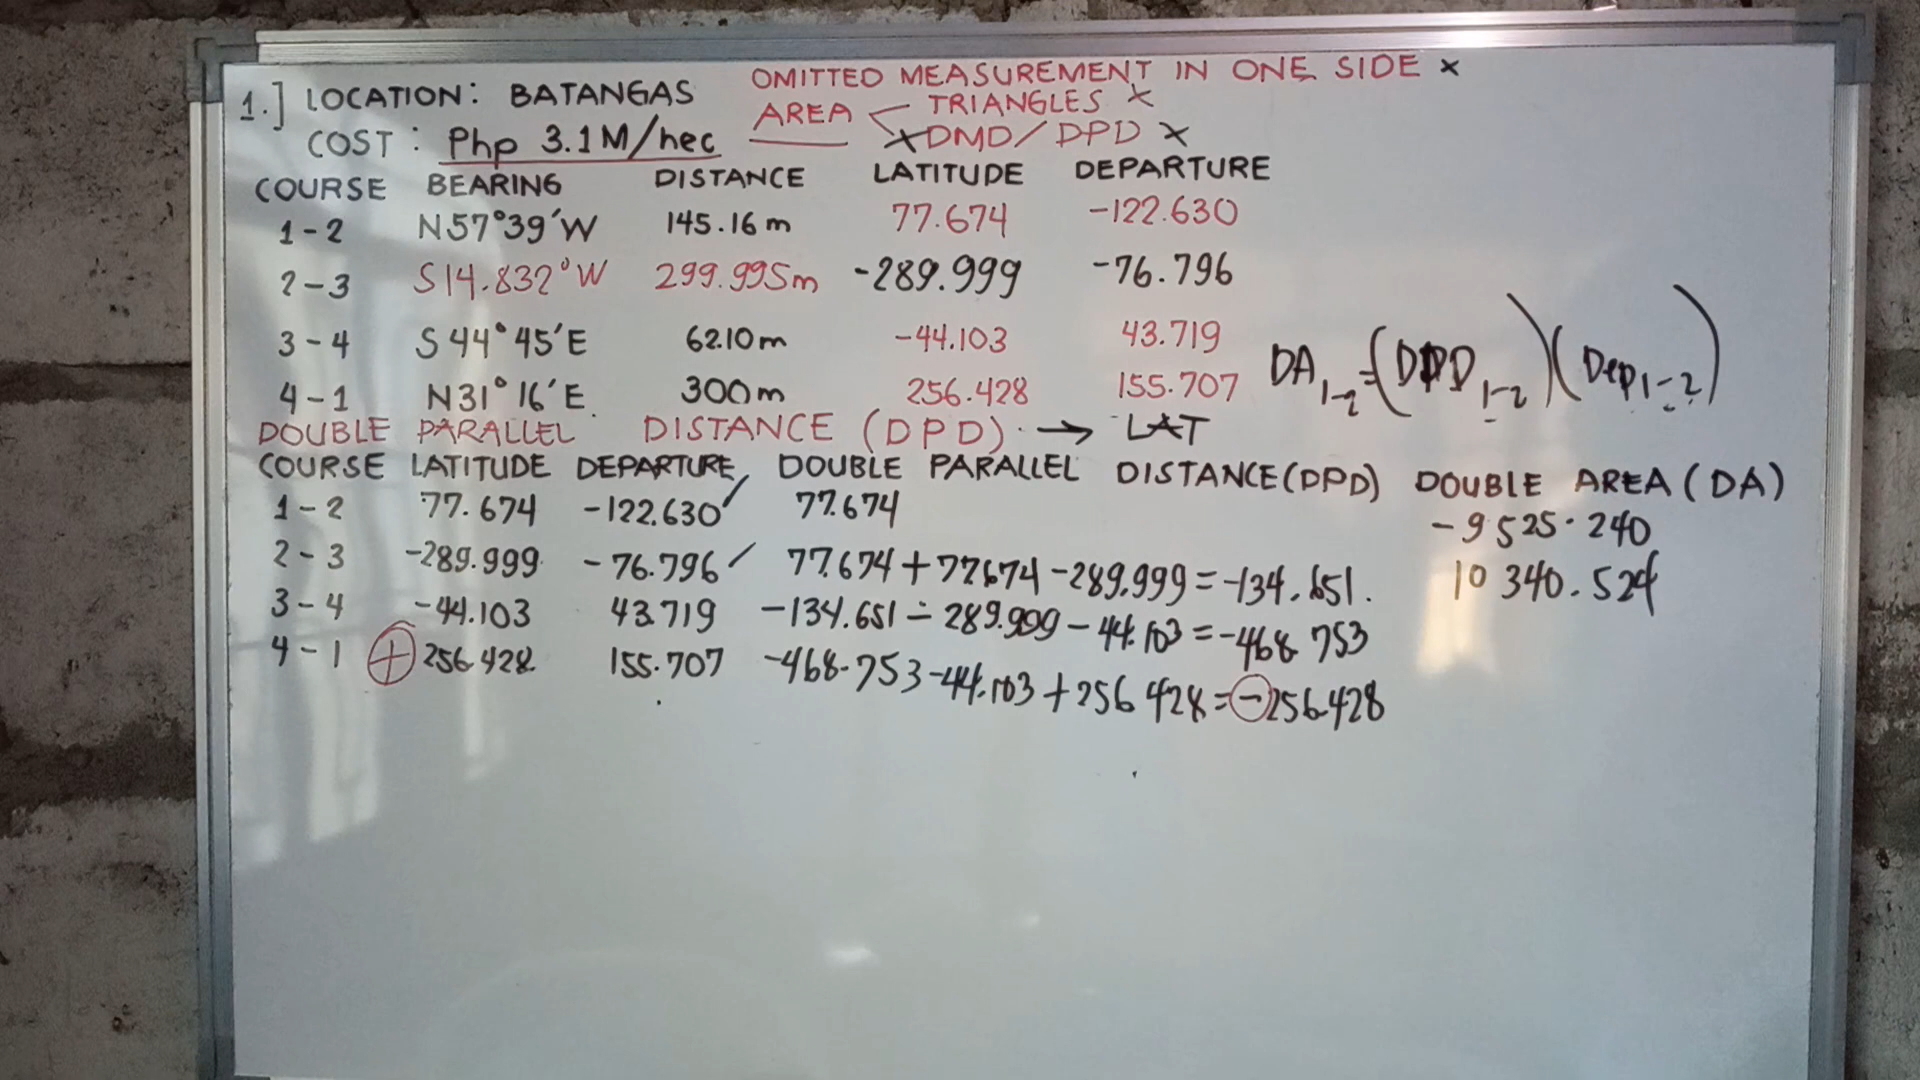 1.] LOCATION: BATANGAS OMITTED MEASUREMENT IN ONE SIDE ×
AREA TRIANGLES ×
COST: Php 3.1M/hec × DMD/DPD ×
COURSE BEARING DISTANCE LATITUDE DEPARTURE
1-2 N57°39'W 145.16m 77.674 -122.630
2-3 S14.832°W 299.995m -289.999 -76.796
3-4 S44°45'E 62.10m -44.103 43.719
4-1 N31°16'E. 300m 256.428 155.707
DA1-2=(DPD1-2)(Dep1-2)
DOUBLE PARALLEL DISTANCE (DPD) → LAT
COURSE LATITUDE DEPARTURE DOUBLE PARALLEL DISTANCE(DPD) DOUBLE AREA (DA)
1-2 77.674 -122.630 77.674 -9525.240
2-3 -289.999 -76.796 77.674+77.674-289.999=-134.651. 10340.524
3-4 -44.103 43.719 -134.651-289.999-44.103=-468.753
4-1 +256.428 155.707 -468.753-44.103+256.428=-256.428